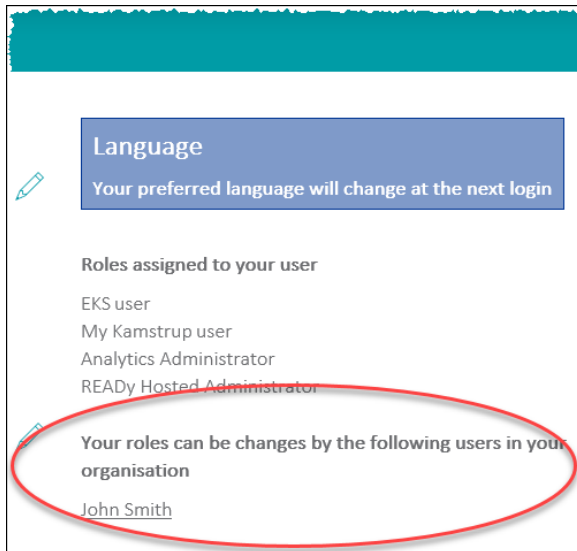 Language
Your preferred language will change at the next login
Roles assigned to your user
EKS user
My Kamstrup user
Analytics Administrator
READy Hosted Administrator
Your roles can be changes by the following users in your
organisation
John Smith